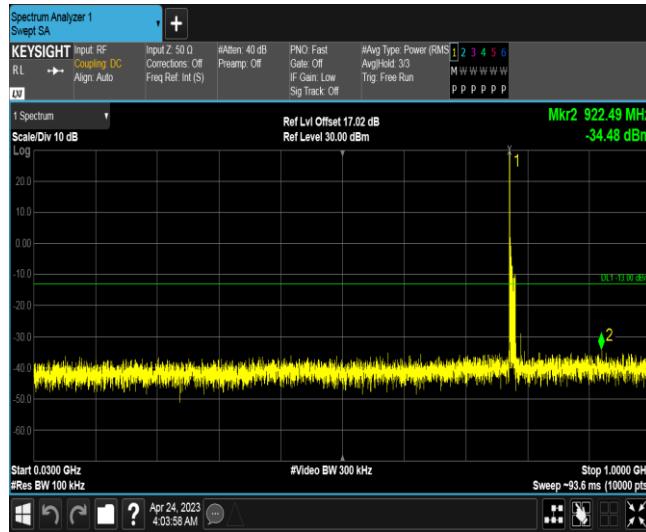 Spectrum Analyzer 1
Swept SA
+
KEYSIGHT Input: RF Input Z: 50 Ω #Atten: 40 dB PNO: Fast #Avg Type: Power (RMS 1 2 3 4 5 6
RL Coupling: DC Corrections: Off Preamp: Off Gate: Off Avg|Hold: 3/3 M W W W W W
Align: Auto Freq Ref: Int (S) IF Gain: Low Trig: Free Run
LXI Sig Track: Off P P P P P P
1 Spectrum Ref Lvl Offset 17.02 dB Mkr2 922.49 MHz
Scale/Div 10 dB Ref Level 30.00 dBm -34.48 dBm
Log
1
20.0
10.0
0.00
-10.0
DL1 -13.00 dBm
-20.0
-30.0
2
-40.0
-50.0
-60.0
Start 0.0300 GHz #Video BW 300 kHz Stop 1.0000 GH
#Res BW 100 kHz Sweep ~93.6 ms (10000 pts
? Apr 24, 2023
4:03:58 AM